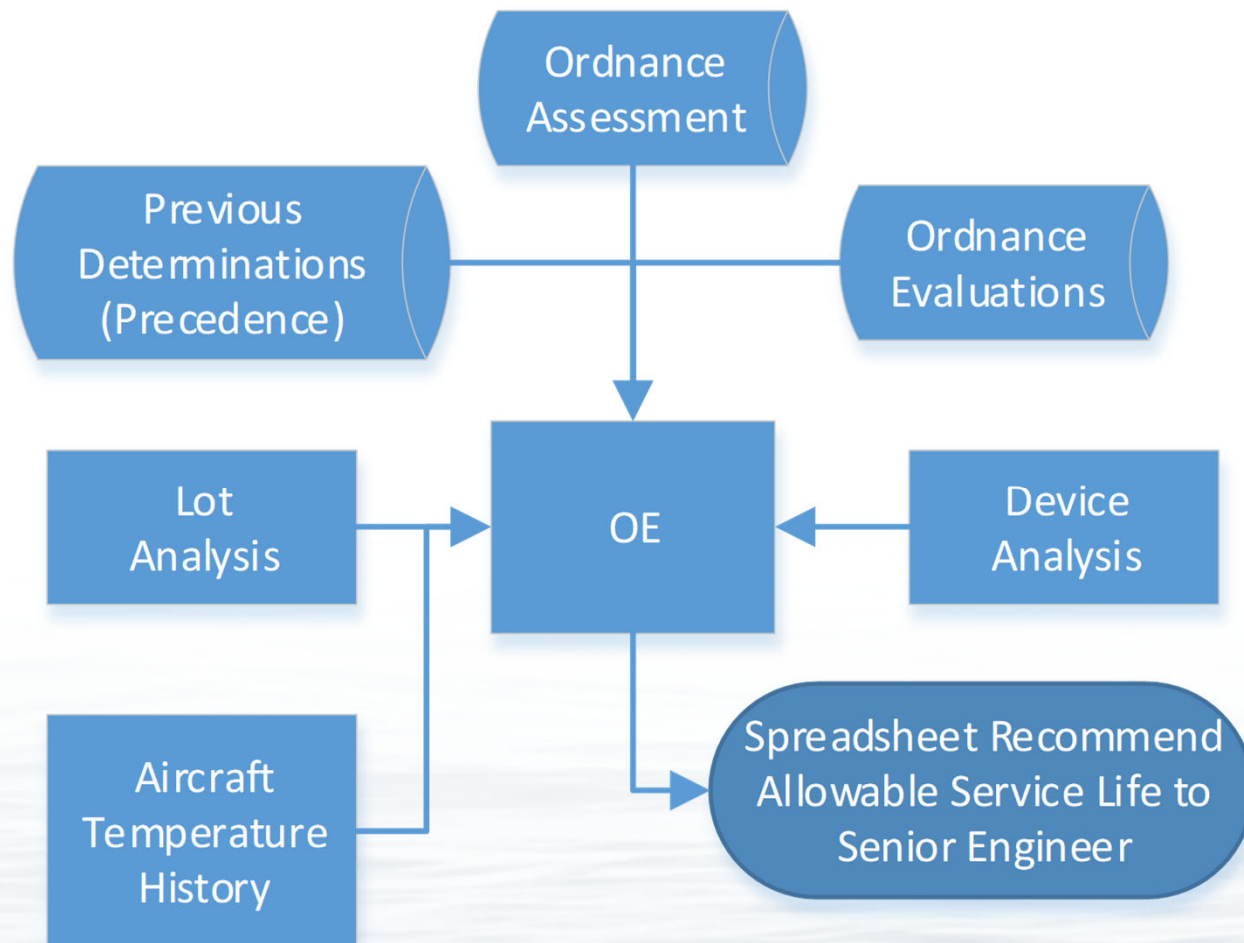 Ordnance
Assessment
Previous
Determinations
(Precedence)
Ordnance
Evaluations
Lot
Analysis
OE
Device
Analysis
Aircraft
Temperature
History
Spreadsheet Recommend
Allowable Service Life to
Senior Engineer